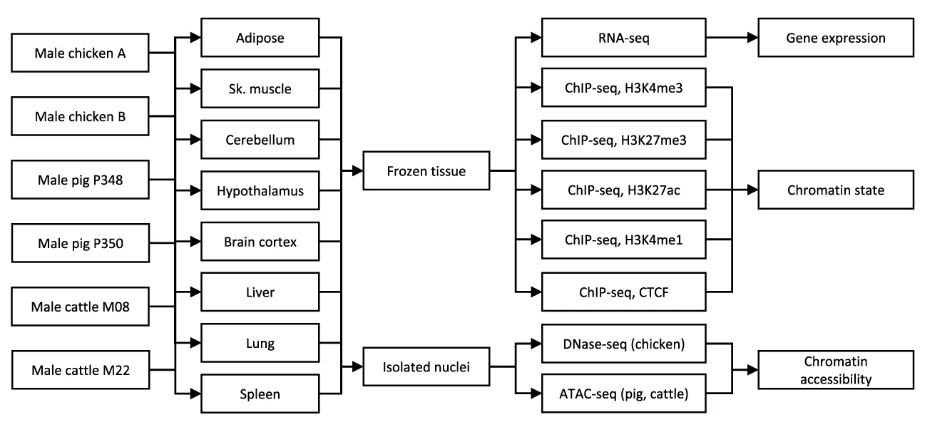 Male chicken A
Male chicken B
Male pig P348
Male pig P350
Male cattle M08
Male cattle M22
Adipose
Sk. muscle
Cerebellum
Hypothalamus
Brain cortex
Liver
Lung
Spleen
Frozen tissue
Isolated nuclei
RNA-seq
ChIP-seq, H3K4me3
ChIP-seq, H3K27me3
ChIP-seq, H3K27ac
ChIP-seq, H3K4me1
ChIP-seq, CTCF
DNase-seq (chicken)
ATAC-seq (pig, cattle)
Gene expression
Chromatin state
Chromatin
accessibility